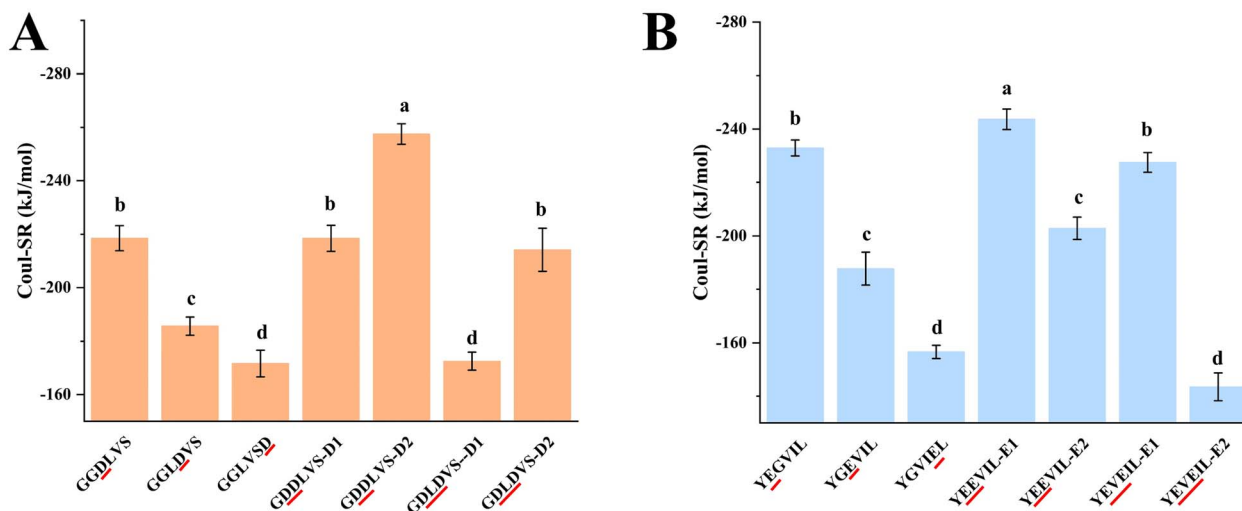 A
Coul-SR (kJ/mol)
-280
-240
-200
-160
b
c
d
b
a
d
b
GGDLVS
GGLDVS
GGLVSD
GDDLVS-D1
GDDLVS-D2
GDLDVS--D1
GDLDVS-D2
B
Coul-SR (kJ/mol)
-280
-240
-200
-160
b
c
d
a
c
b
d
YEGVIL
YGEVIL
YGVIEL
YEEVIL-E1
YEEVIL-E2
YEVEIL-E1
YEVEIL-E2